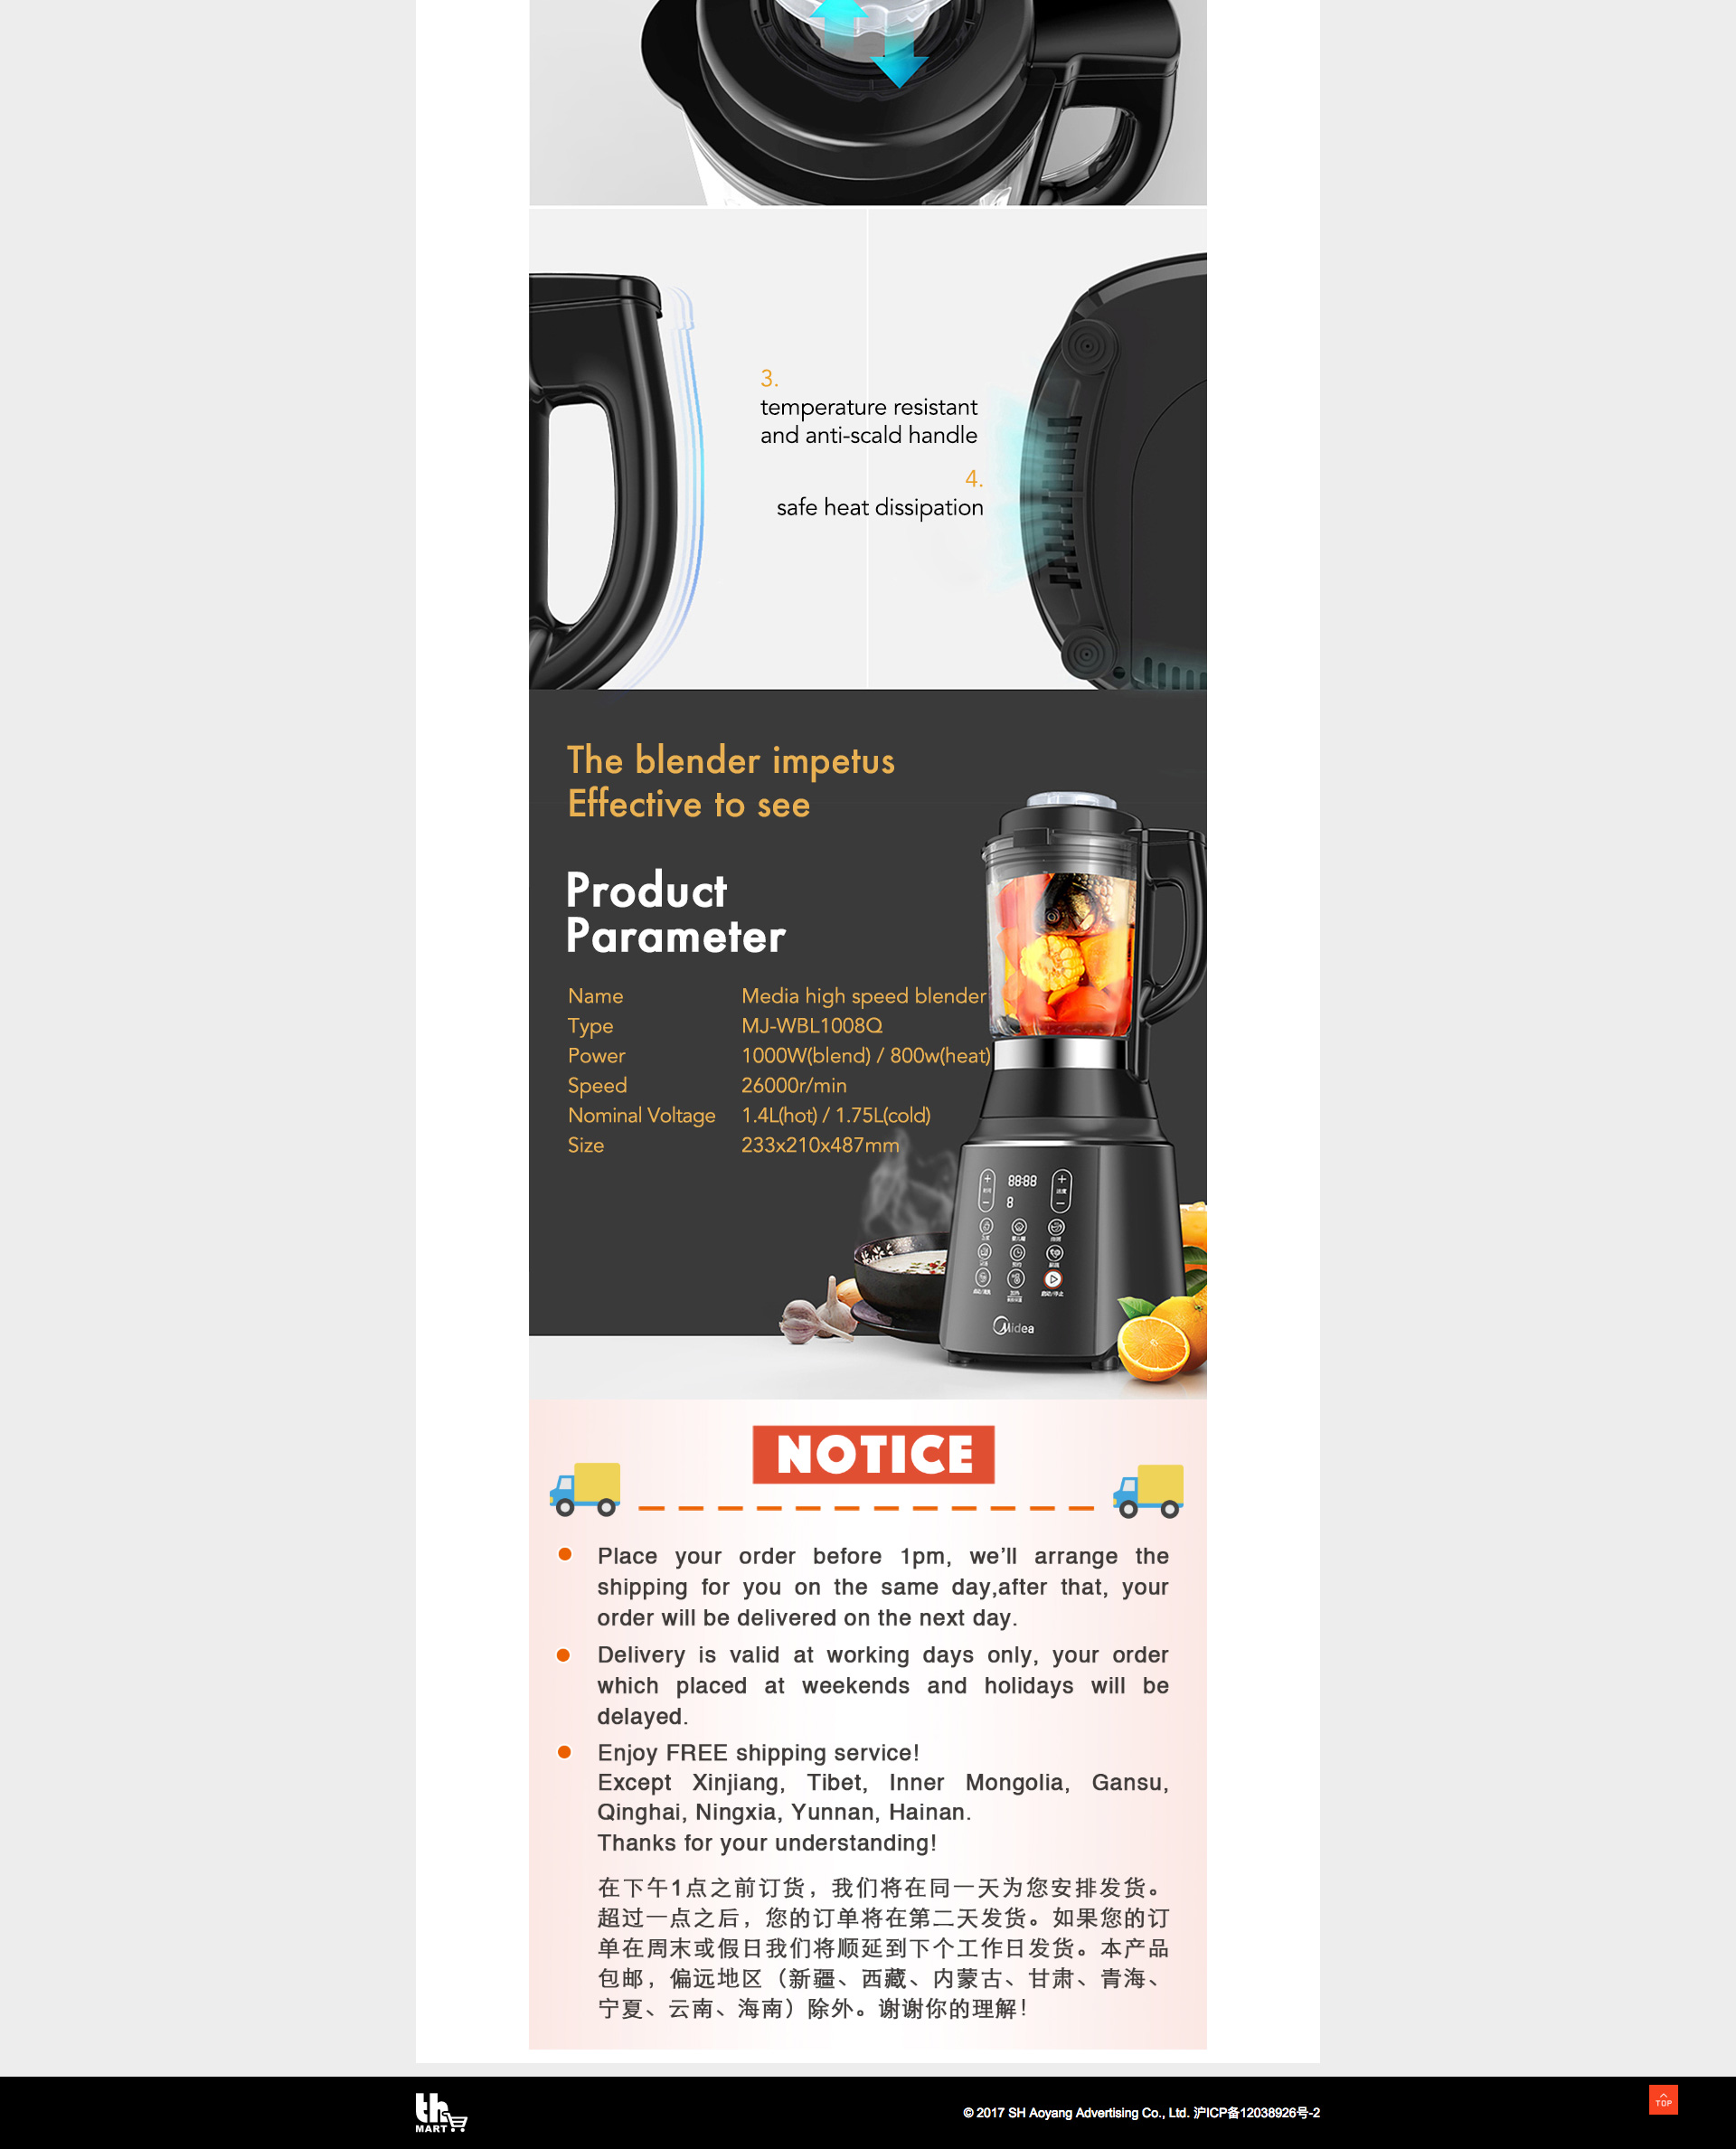 3.
temperature resistant
and anti-scald handle
4.
safe heat dissipation
The blender impetus
Effective to see
Product
Parameter
Name Media high speed blender
Type MJ-WBL1008Q
Power 1000W(blend) / 800w(heat)
Speed 26000r/min
Nominal Voltage 1.4L(hot) / 1.75L(cold)
Size 233x210x487mm
88:88
8
启动/停止
Midea
NOTICE
Place your order before 1pm, we'll arrange the
shipping for you on the same day,after that, your
order will be delivered on the next day.
Delivery is valid at working days only, your order
which placed at weekends and holidays will be
delayed.
Enjoy FREE shipping service!
Except Xinjiang, Tibet, Inner Mongolia, Gansu,
Qinghai, Ningxia, Yunnan, Hainan.
Thanks for your understanding!
在下午1点之前订货，我们将在同一天为您安排发货。
超过一点之后，您的订单将在第二天发货。如果您的订
单在周末或假日我们将顺延到下个工作日发货。本产品
包邮，偏远地区（新疆、西藏、内蒙古、甘肃、青海、
宁夏、云南、海南）除外。谢谢你的理解！
th
MART
© 2017 SH Aoyang Advertising Co., Ltd. 沪ICP备12038926号-2
TOP